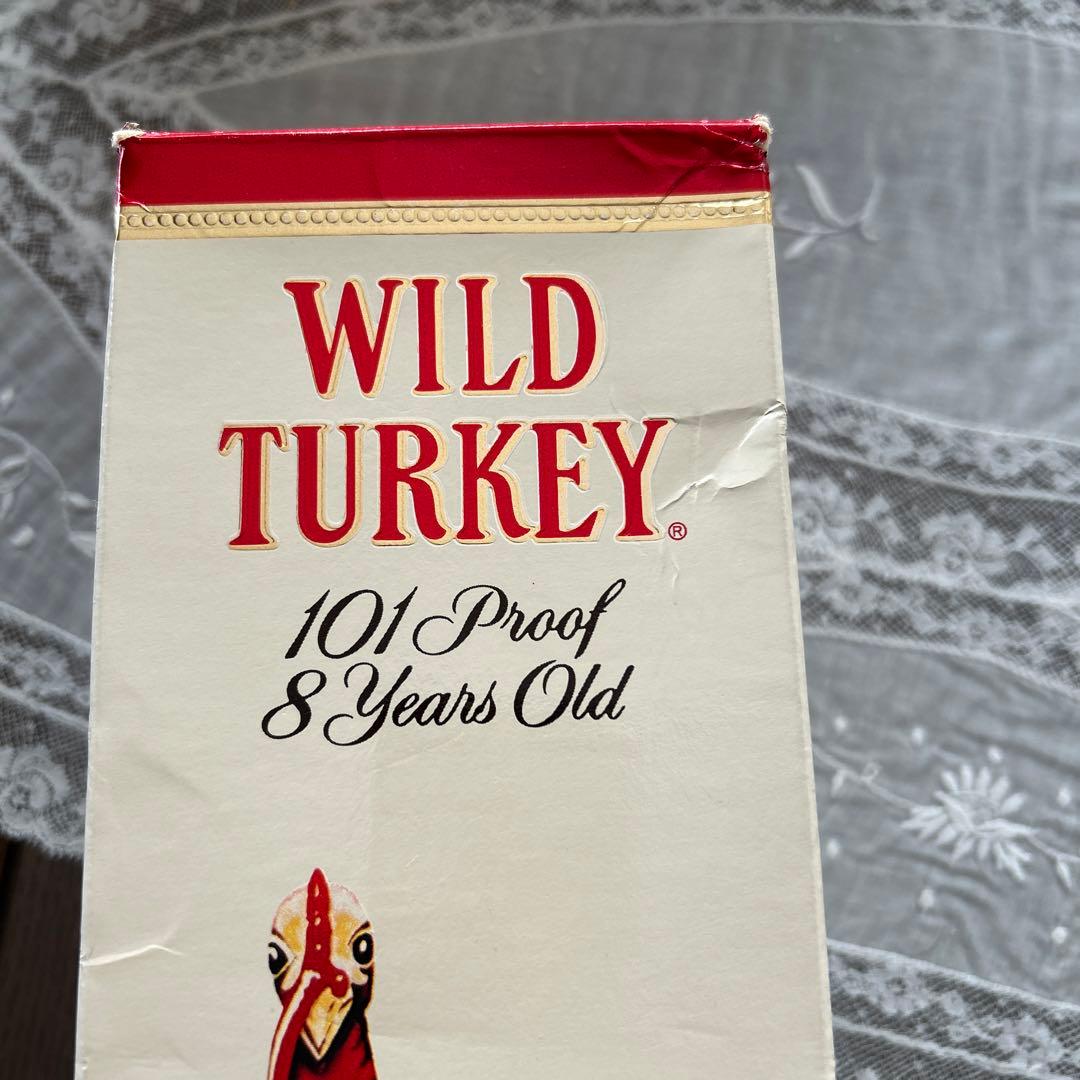 WILD
TURKEY®
101 Proof
8 Years Old